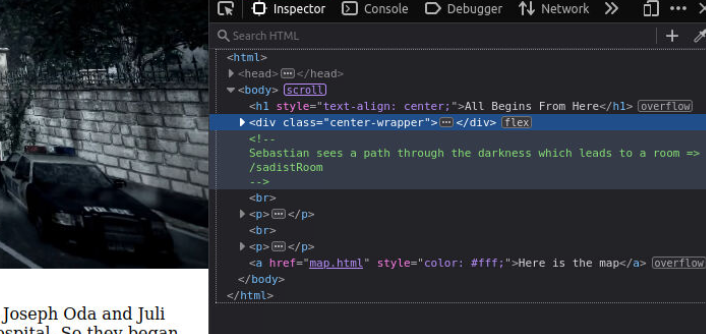 Inspector Console Debugger Network
Search HTML
<html>
<head> </head>
<body> scroll
<h1 style="text-align: center;">All Begins From Here</h1> overflow
<div class="center-wrapper"> </div> flex
<!--
Sebastian sees a path through the darkness which leads to a room =>
/sadistRoom
-->
<br>
<p> </p>
<br>
<p> </p>
<a href="map.html" style="color: #fff;">Here is the map</a> overflow
</body>
</html>
POLICE
Joseph Oda and Juli
ospital. So they began